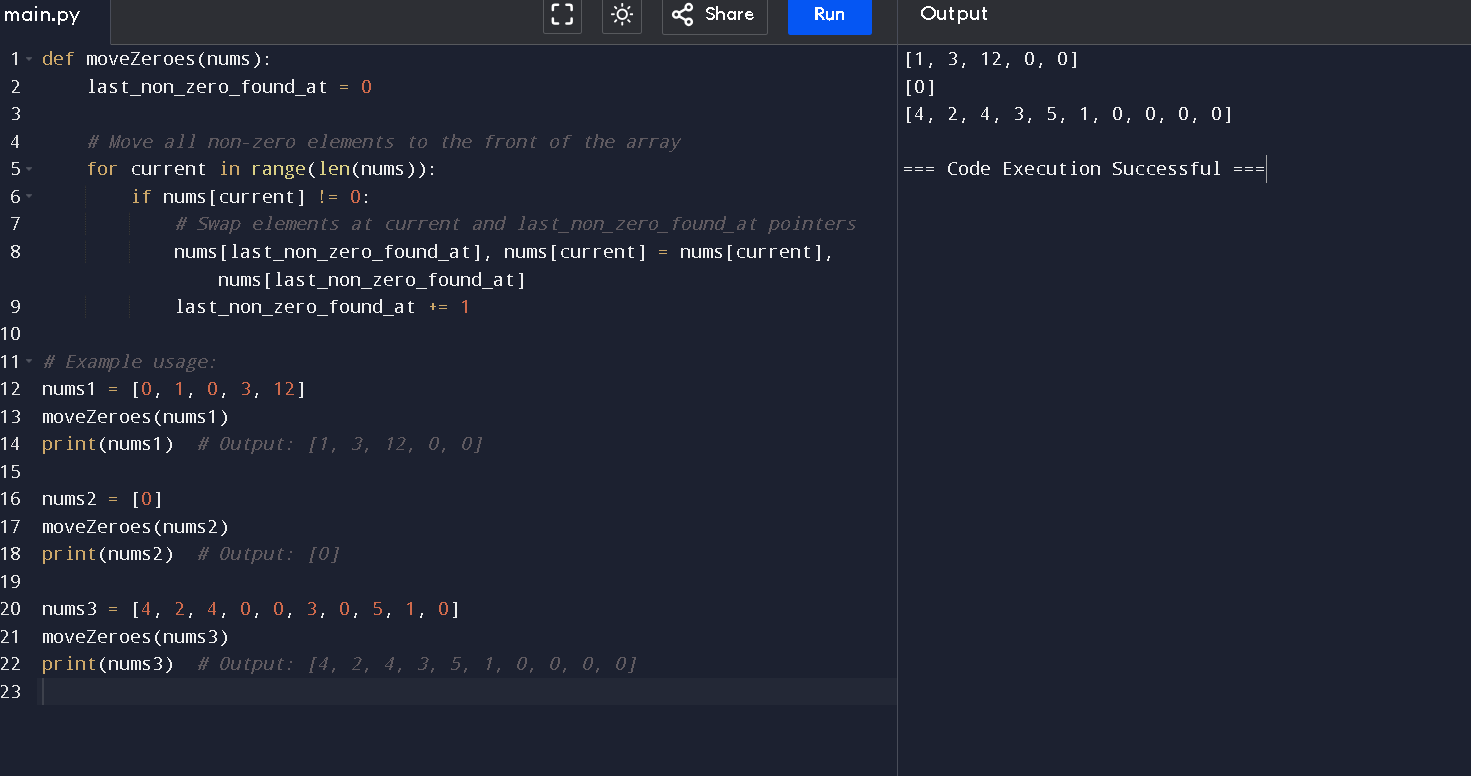 main.py
Share
Run
Output
1 def moveZeroes(nums):
2     last_non_zero_found_at = 0
3
4     # Move all non-zero elements to the front of the array
5     for current in range(len(nums)):
6         if nums[current] != 0:
7             # Swap elements at current and last_non_zero_found_at pointers
8             nums[last_non_zero_found_at], nums[current] = nums[current],
                nums[last_non_zero_found_at]
9             last_non_zero_found_at += 1
10
11 # Example usage:
12 nums1 = [0, 1, 0, 3, 12]
13 moveZeroes(nums1)
14 print(nums1)  # Output: [1, 3, 12, 0, 0]
15
16 nums2 = [0]
17 moveZeroes(nums2)
18 print(nums2)  # Output: [0]
19
20 nums3 = [4, 2, 4, 0, 0, 3, 0, 5, 1, 0]
21 moveZeroes(nums3)
22 print(nums3)  # Output: [4, 2, 4, 3, 5, 1, 0, 0, 0, 0]
23
[1, 3, 12, 0, 0]
[0]
[4, 2, 4, 3, 5, 1, 0, 0, 0, 0]
=== Code Execution Successful ===